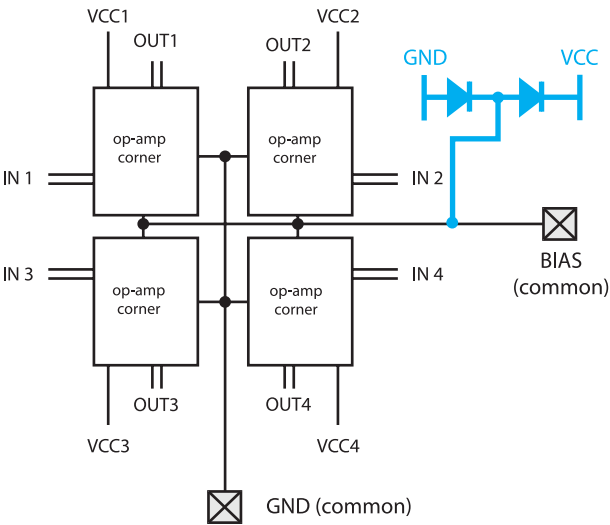 VCC1
VCC2
OUT1
OUT2
GND
VCC
op-amp
corner
op-amp
corner
IN 1
IN 2
BIAS
(common)
IN 3
IN 4
op-amp
corner
op-amp
corner
OUT3
OUT4
VCC3
VCC4
GND (common)